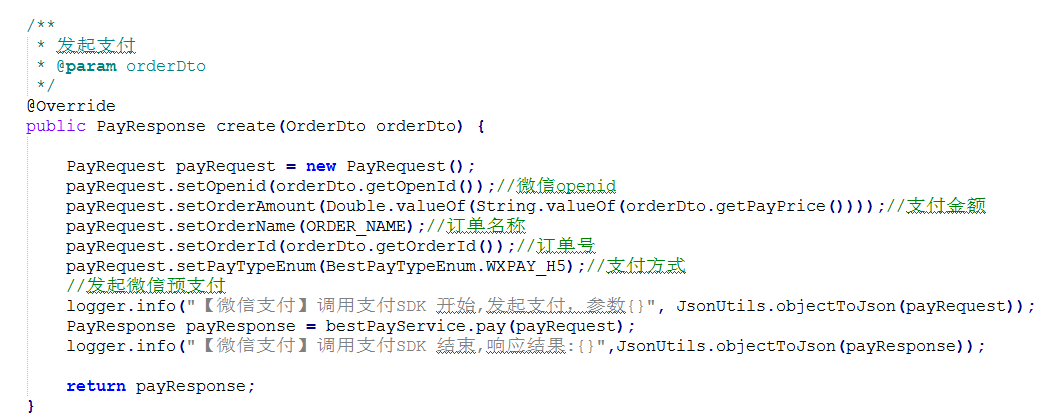 /**
 * 发起支付
 * @param orderDto
 */
@Override
public PayResponse create(OrderDto orderDto) {
    PayRequest payRequest = new PayRequest();
    payRequest.setOpenid(orderDto.getOpenId());//微信openid
    payRequest.setOrderAmount(Double.valueOf(String.valueOf(orderDto.getPayPrice())));//支付金额
    payRequest.setOrderName(ORDER_NAME);//订单名称
    payRequest.setOrderId(orderDto.getOrderId());//订单号
    payRequest.setPayTypeEnum(BestPayTypeEnum.WXPAY_H5);//支付方式
    //发起微信预支付
    logger.info("【微信支付】调用支付SDK 开始,发起支付, 参数{}", JsonUtils.objectToJson(payRequest));
    PayResponse payResponse = bestPayService.pay(payRequest);
    logger.info("【微信支付】调用支付SDK 结束,响应结果:{}",JsonUtils.objectToJson(payResponse));
    return payResponse;
}